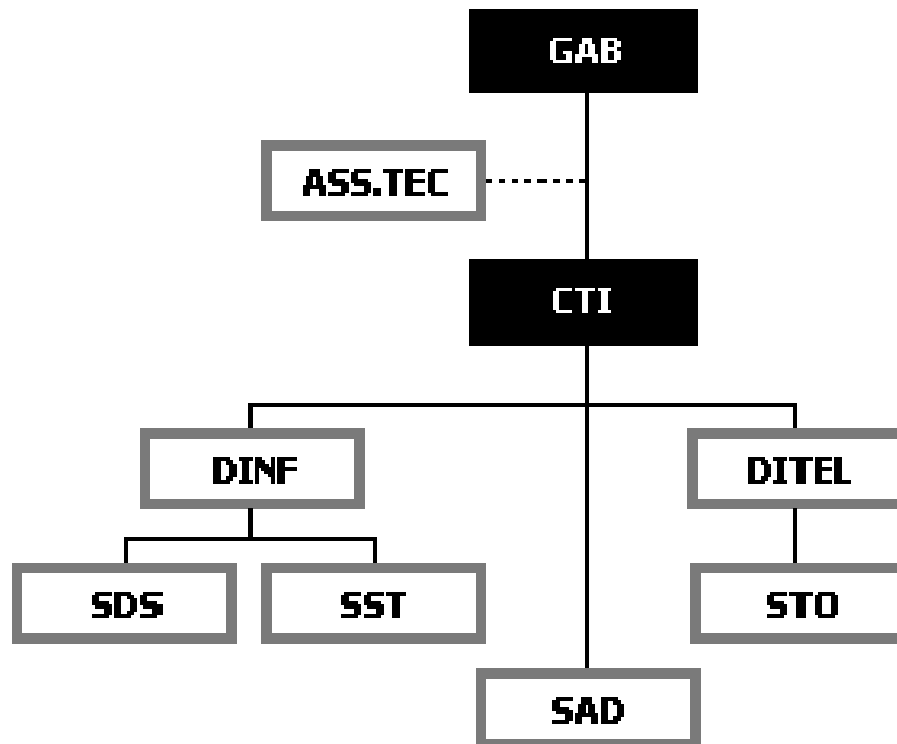 GAB
ASS.TEC
CTI
DINF
DITEL
SDS
SST
STO
SAD